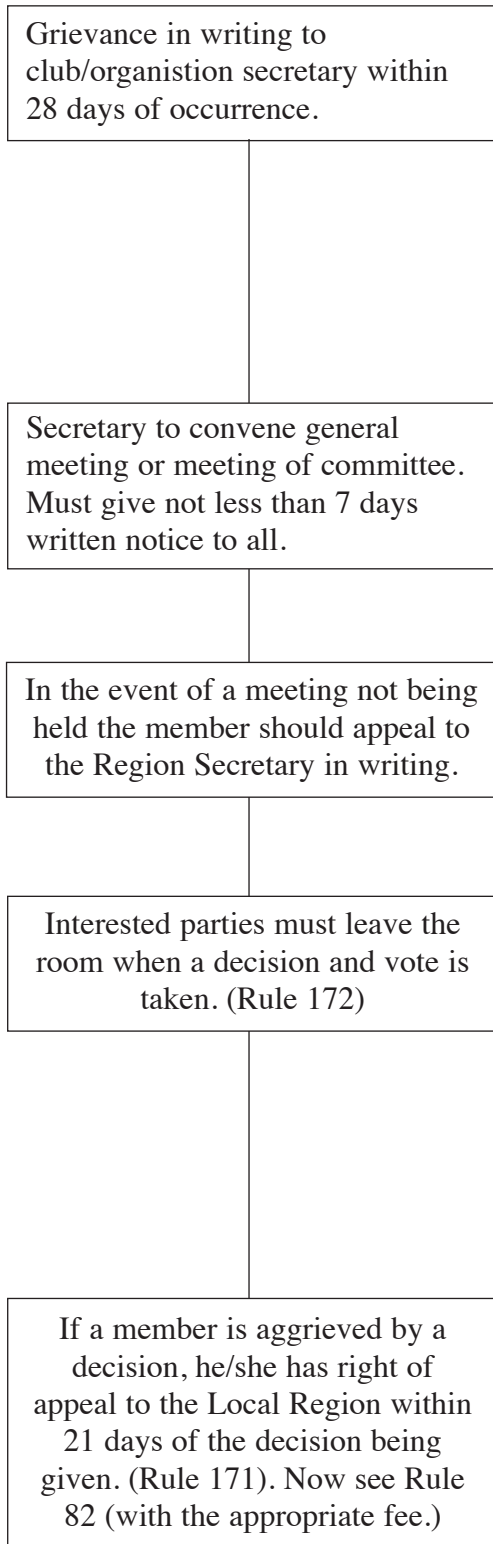 Grievance in writing to
club/organistion secretary within
28 days of occurrence.
Secretary to convene general
meeting or meeting of committee.
Must give not less than 7 days
written notice to all.
In the event of a meeting not being
held the member should appeal to
the Region Secretary in writing.
Interested parties must leave the
room when a decision and vote is
taken. (Rule 172)
If a member is aggrieved by a
decision, he/she has right of
appeal to the Local Region within
21 days of the decision being
given. (Rule 171). Now see Rule
82 (with the appropriate fee.)